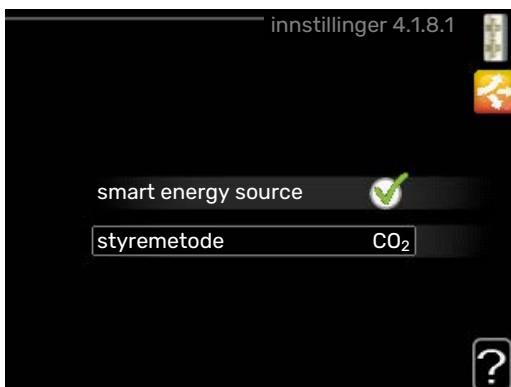 innstillinger 4.1.8.1
smart energy source
styremetode CO₂
?